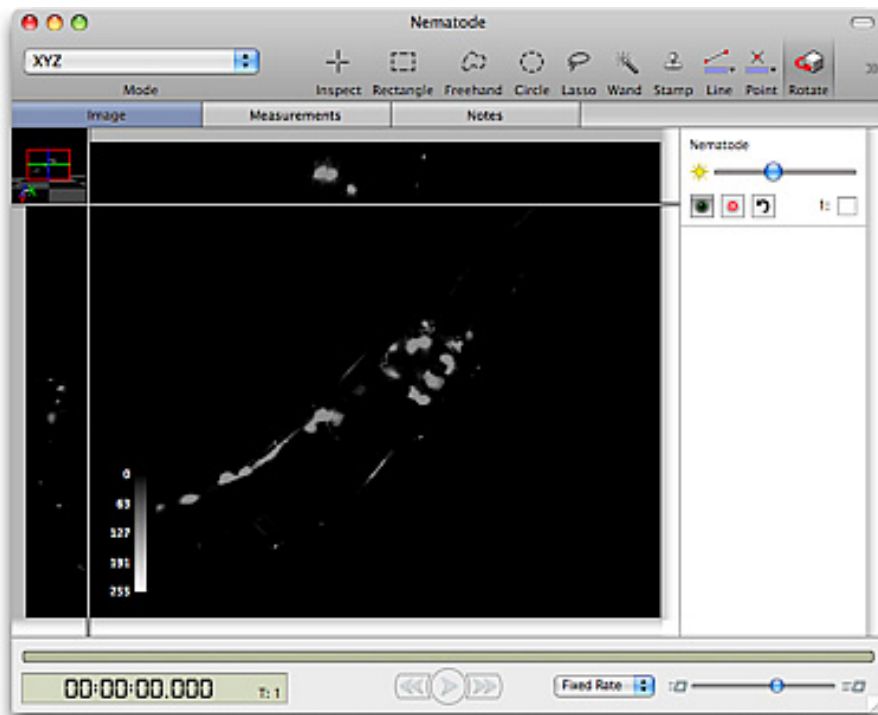 Nematode
XYZ
Mode
Inspect Rectangle Freehand Circle Lasso Wand Stamp Line Point Rotate
Image Measurements Notes
Nematode
t:
0
63
127
191
255
00:00:00.000 T: 1
Fixed Rate